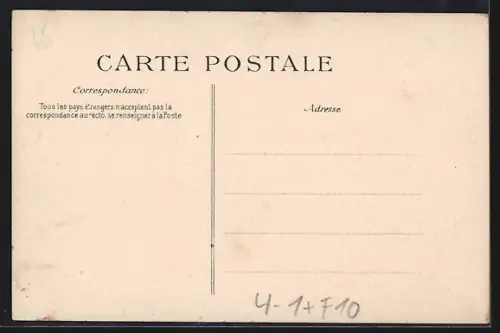 CARTE POSTALE
Correspondance:
Tous les pays étrangers n'acceptent pas la
correspondance au recto, se renseigner à la Poste
Adresse
4-1+F10